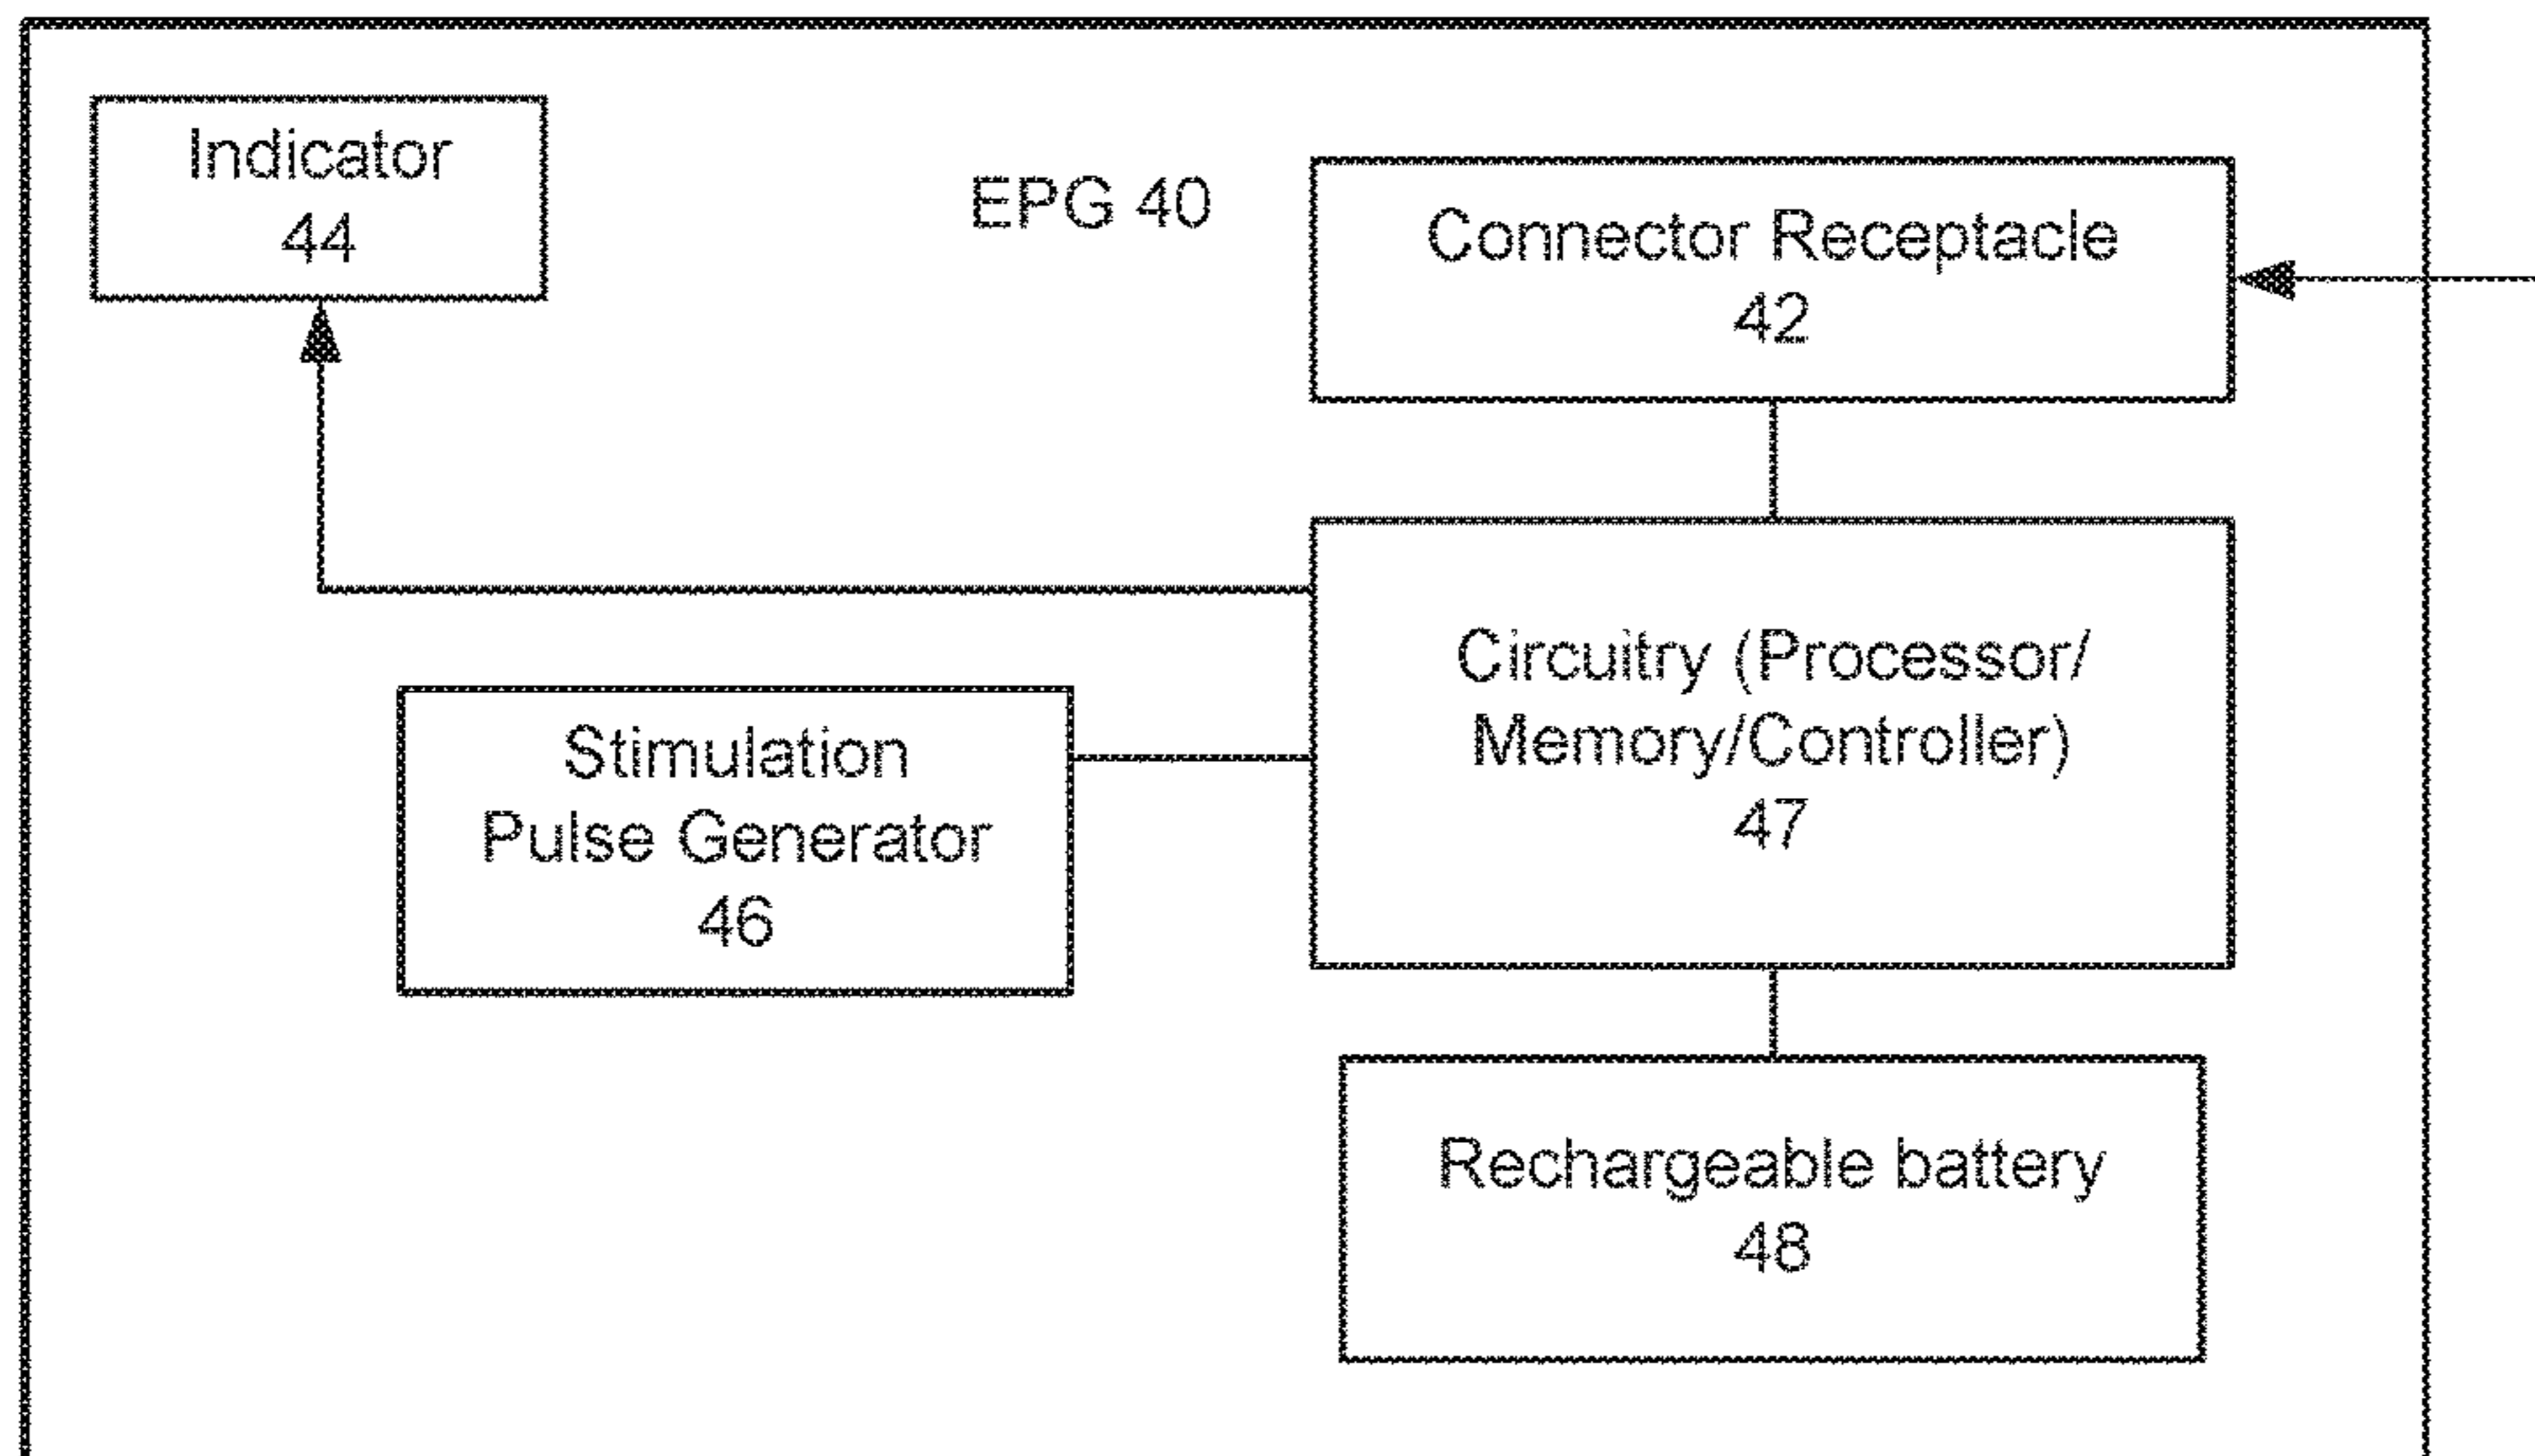 Indicator
44
EPG 40
Connector Receptacle
42
Circuitry (Processor/
Memory/Controller)
47
Stimulation
Pulse Generator
46
Rechargeable battery
48